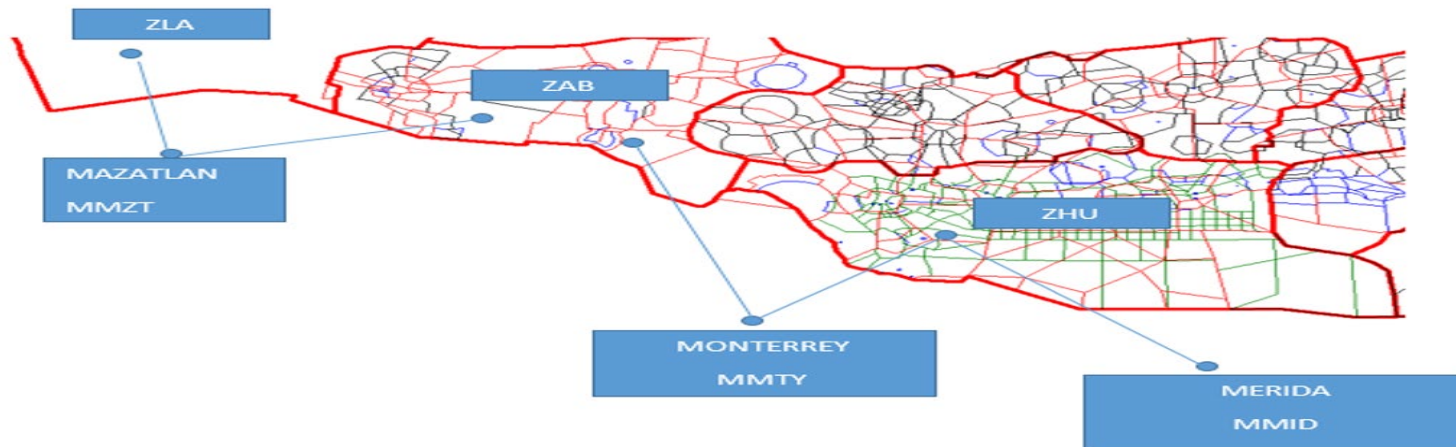 ZLA
ZAB
MAZATLAN
MMZT
ZHU
MONTERREY
MMTY
MERIDA
MMID